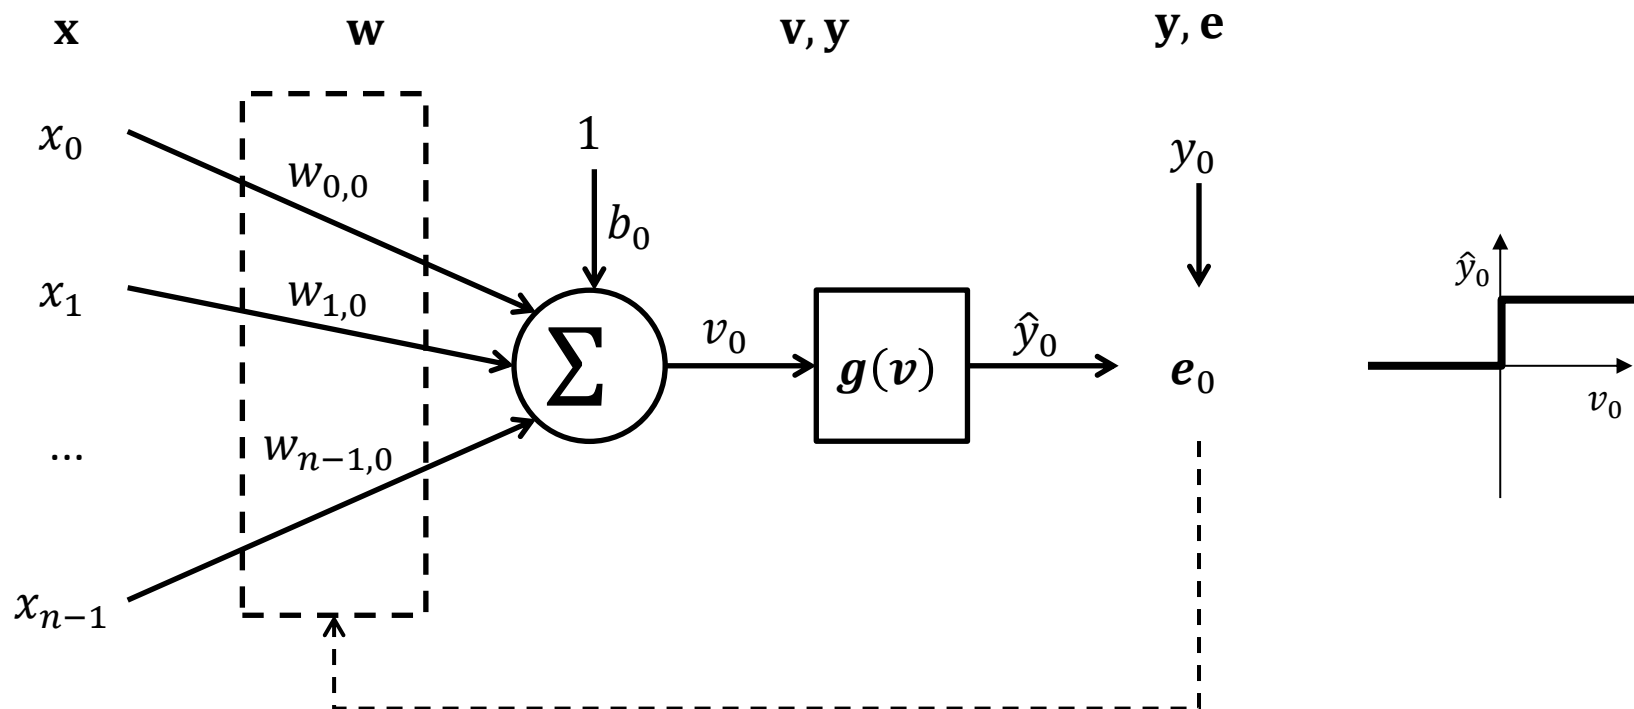 x w v, y y, e
x₀ 1 y₀
w₀,₀
b₀
x₁ w₁,₀ ŷ₀
v₀ ŷ₀
Σ g(v) e₀
v₀
... wₙ₋₁,₀
xₙ₋₁